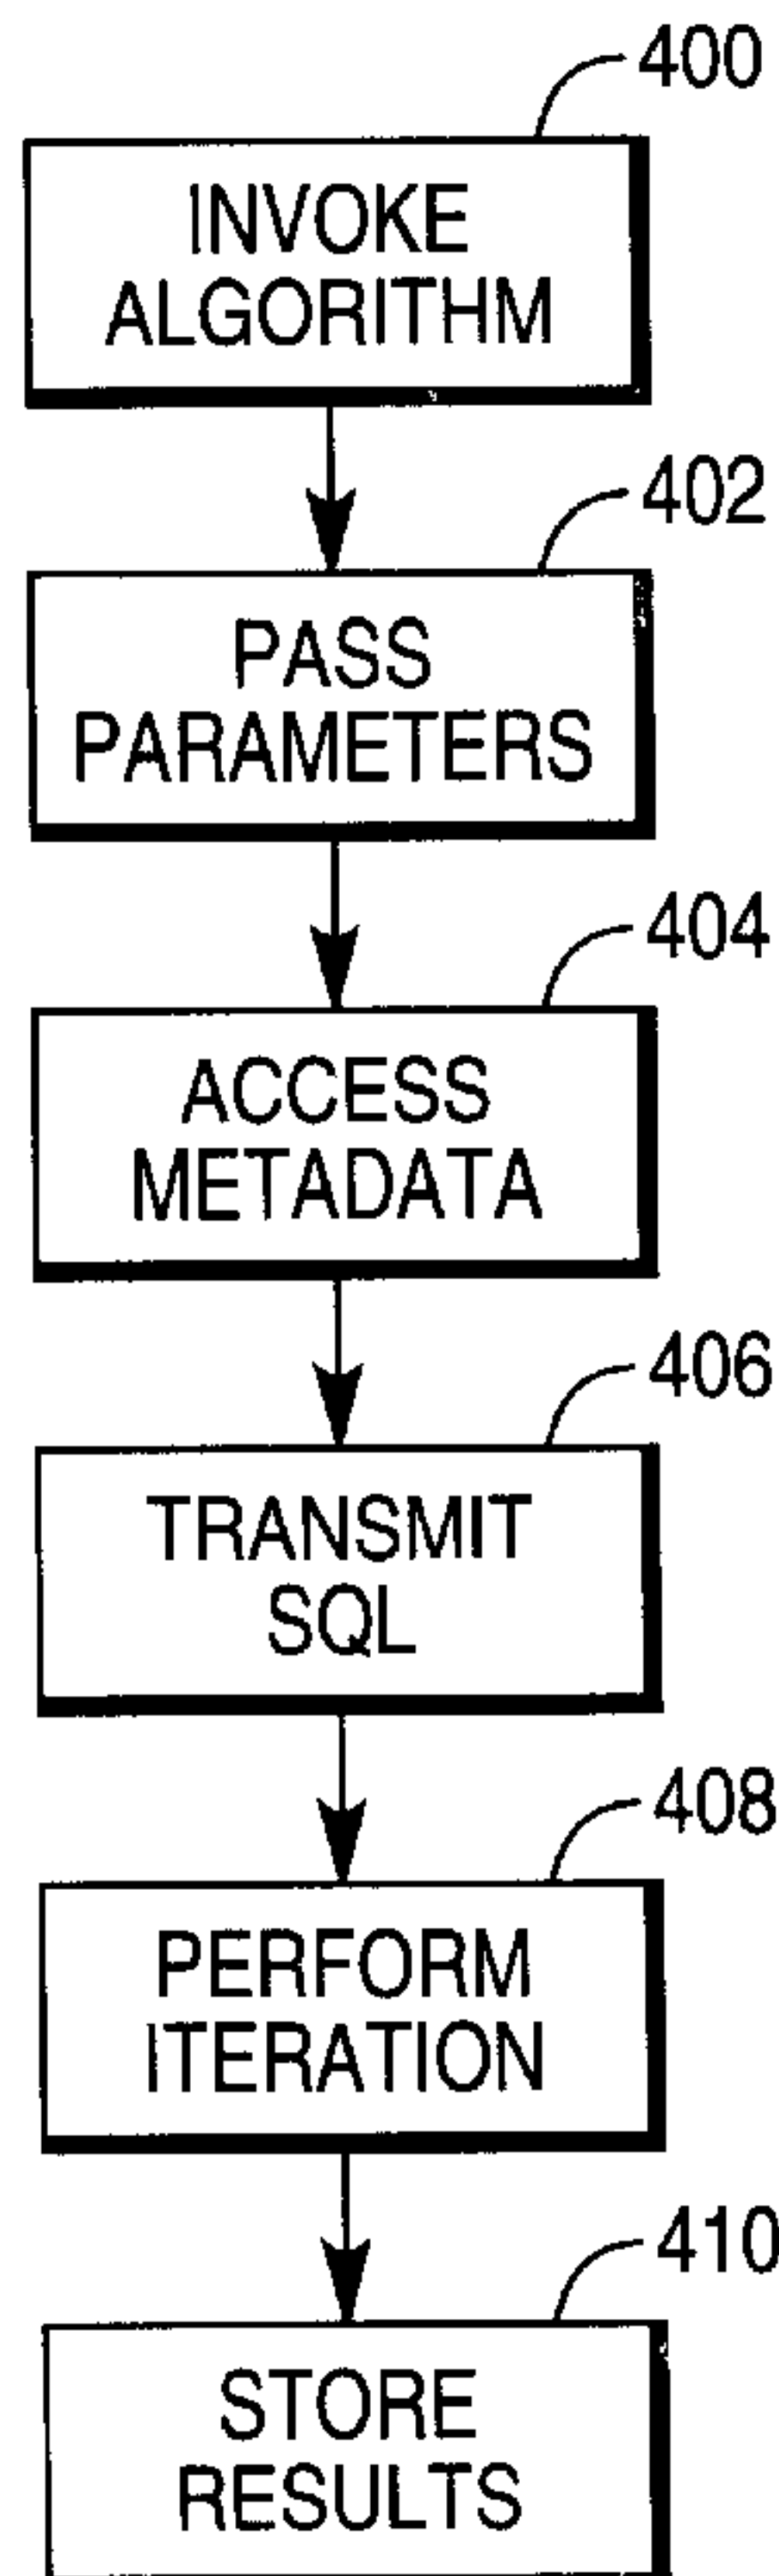 400
INVOKE
ALGORITHM
402
PASS
PARAMETERS
404
ACCESS
METADATA
406
TRANSMIT
SQL
408
PERFORM
ITERATION
410
STORE
RESULTS